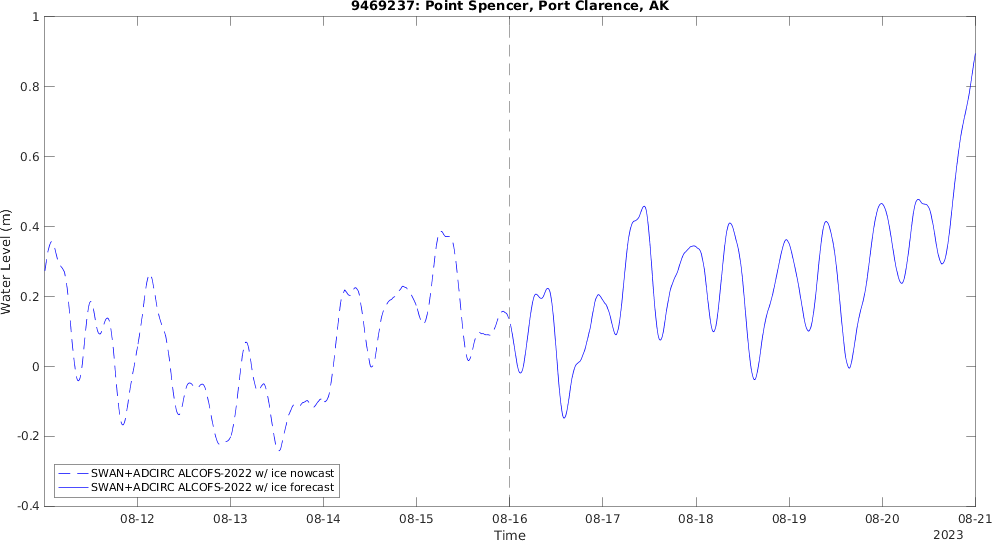 9469237: Point Spencer, Port Clarence, AK
1
0.8
0.6
0.4
0.2
0
-0.2
-0.4
Water Level (m)
SWAN+ADCIRC ALCOFS-2022 w/ ice nowcast
SWAN+ADCIRC ALCOFS-2022 w/ ice forecast
08-12 08-13 08-14 08-15 08-16 08-17 08-18 08-19 08-20 08-21
Time
2023